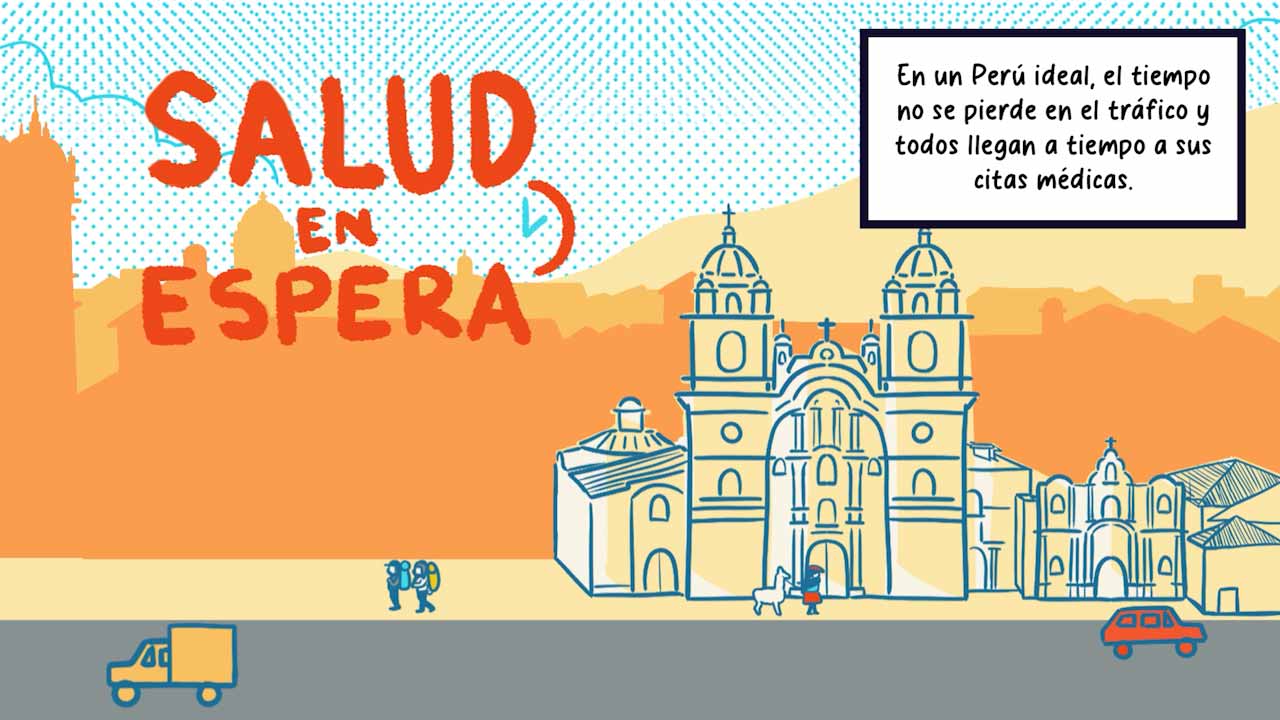 SALUD
EN
ESPERA
En un Perú ideal, el tiempo
no se pierde en el tráfico y
todos llegan a tiempo a sus
citas médicas.